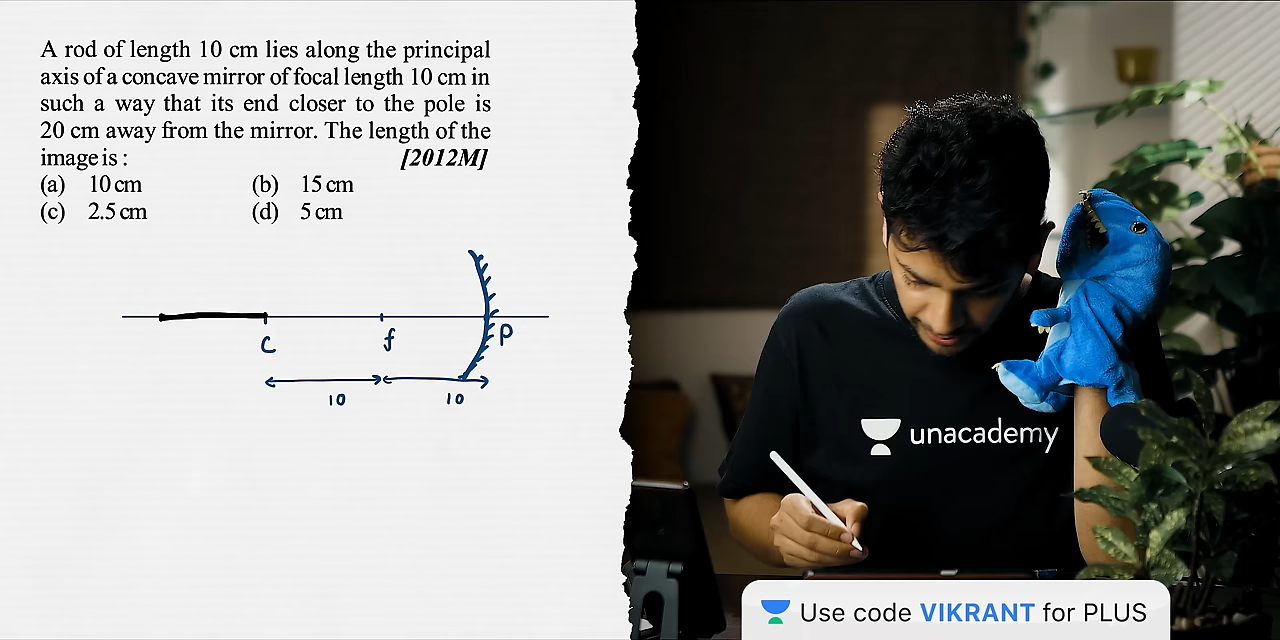 A rod of length 10 cm lies along the principal
axis of a concave mirror of focal length 10 cm in
such a way that its end closer to the pole is
20 cm away from the mirror. The length of the
image is : [2012M]
(a) 10 cm (b) 15 cm
(c) 2.5 cm (d) 5 cm
C f P
10 10
unacademy
Use code VIKRANT for PLUS